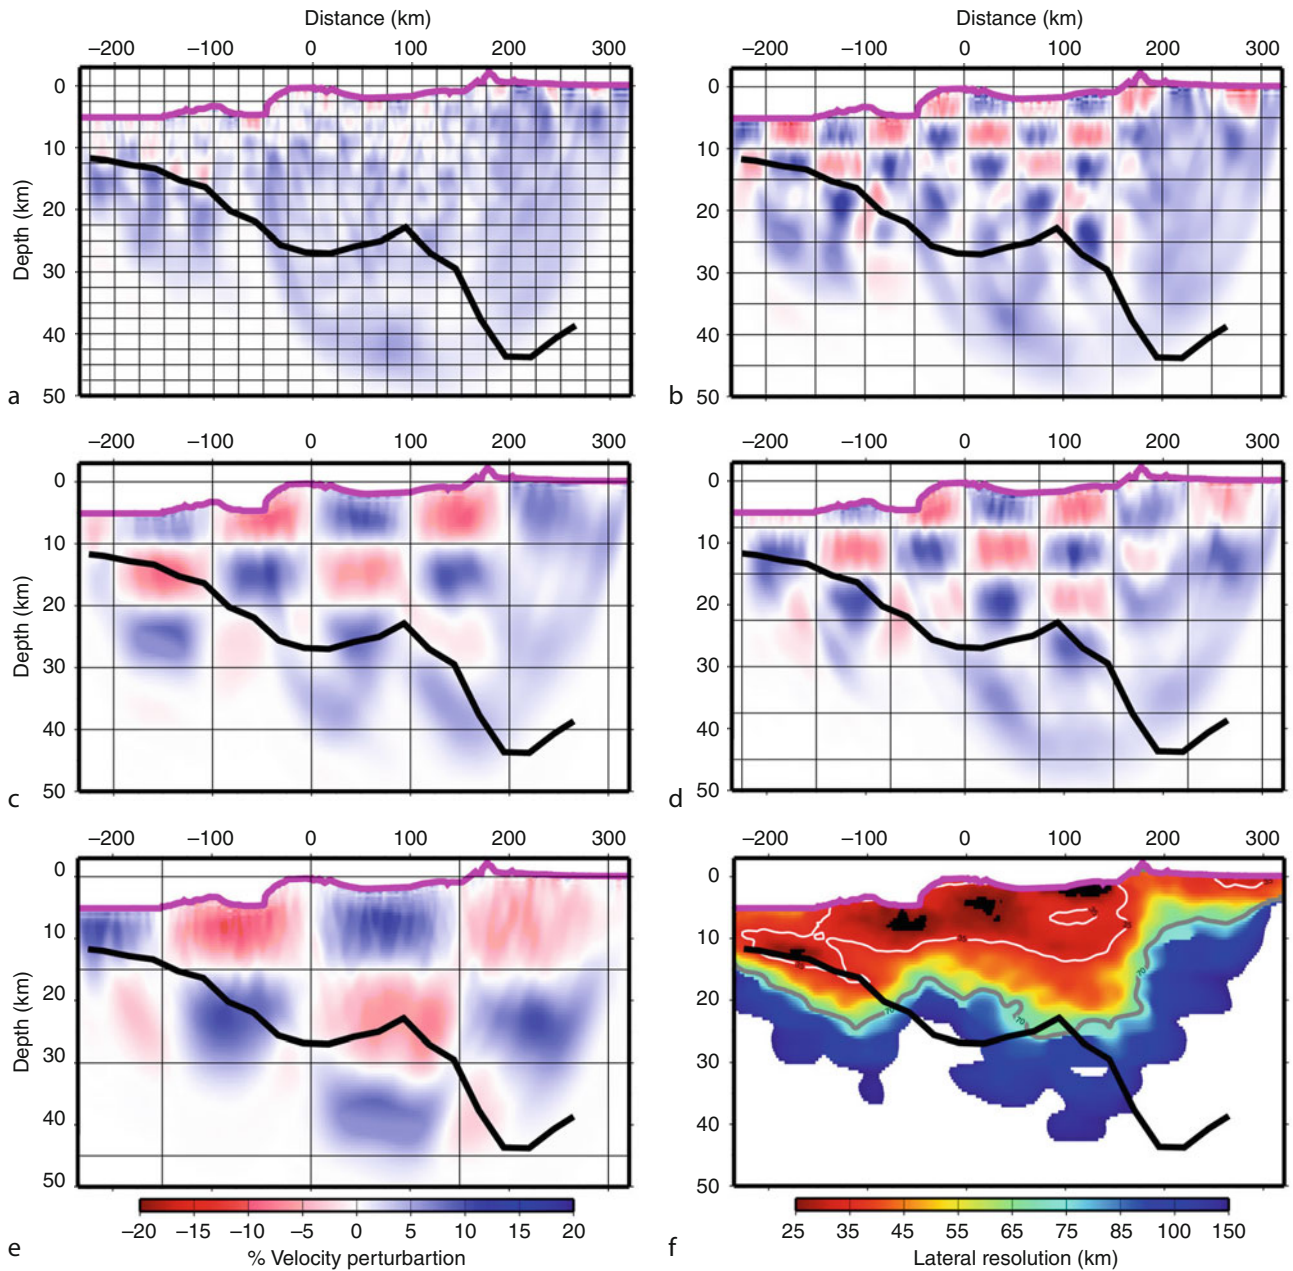 Distance (km) Distance (km)
−200 −100 0 100 200 300 −200 −100 0 100 200 300
0 0
10 10
20 20
30 30
40 40
50 50
Depth (km)
a b
−200 −100 0 100 200 300 −200 −100 0 100 200 300
0 0
10 10
20 20
30 30
40 40
50 50
Depth (km)
c d
−200 −100 0 100 200 300 −200 −100 0 100 200 300
0 0
10 10
20 20
30 30
40 40
50 50
Depth (km)
70 70 70
−20 −15 −10 −5 0 5 10 15 20 25 35 45 55 65 75 85 100 150
e % Velocity perturbartion f Lateral resolution (km)